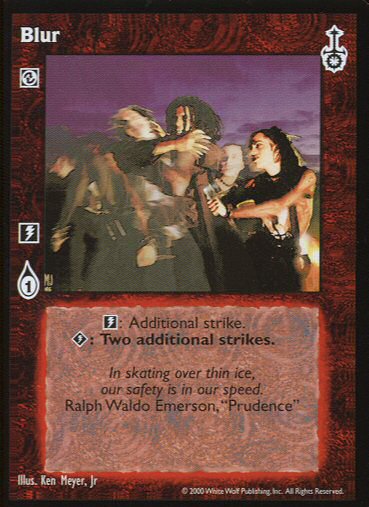 Blur
1
MJ
: Additional strike.
: Two additional strikes.
In skating over thin ice,
our safety is in our speed.
Ralph Waldo Emerson, "Prudence"
Illus. Ken Meyer, Jr
© 2000 White Wolf Publishing, Inc. All Rights Reserved.